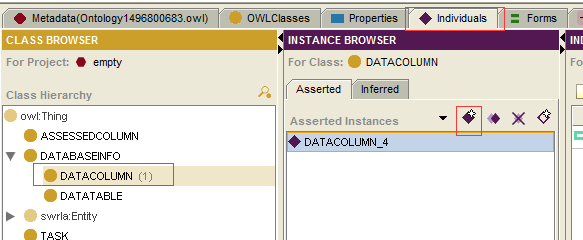 Metadata(Ontology1496800683.owl)
OWLClasses
Properties
Individuals
Forms
CLASS BROWSER
For Project:
empty
Class Hierarchy
owl:Thing
ASSESSEDCOLUMN
DATABASEINFO
DATACOLUMN (1)
DATATABLE
swrla:Entity
TASK
INSTANCE BROWSER
For Class:
DATACOLUMN
Asserted
Inferred
Asserted Instances
DATACOLUMN_4